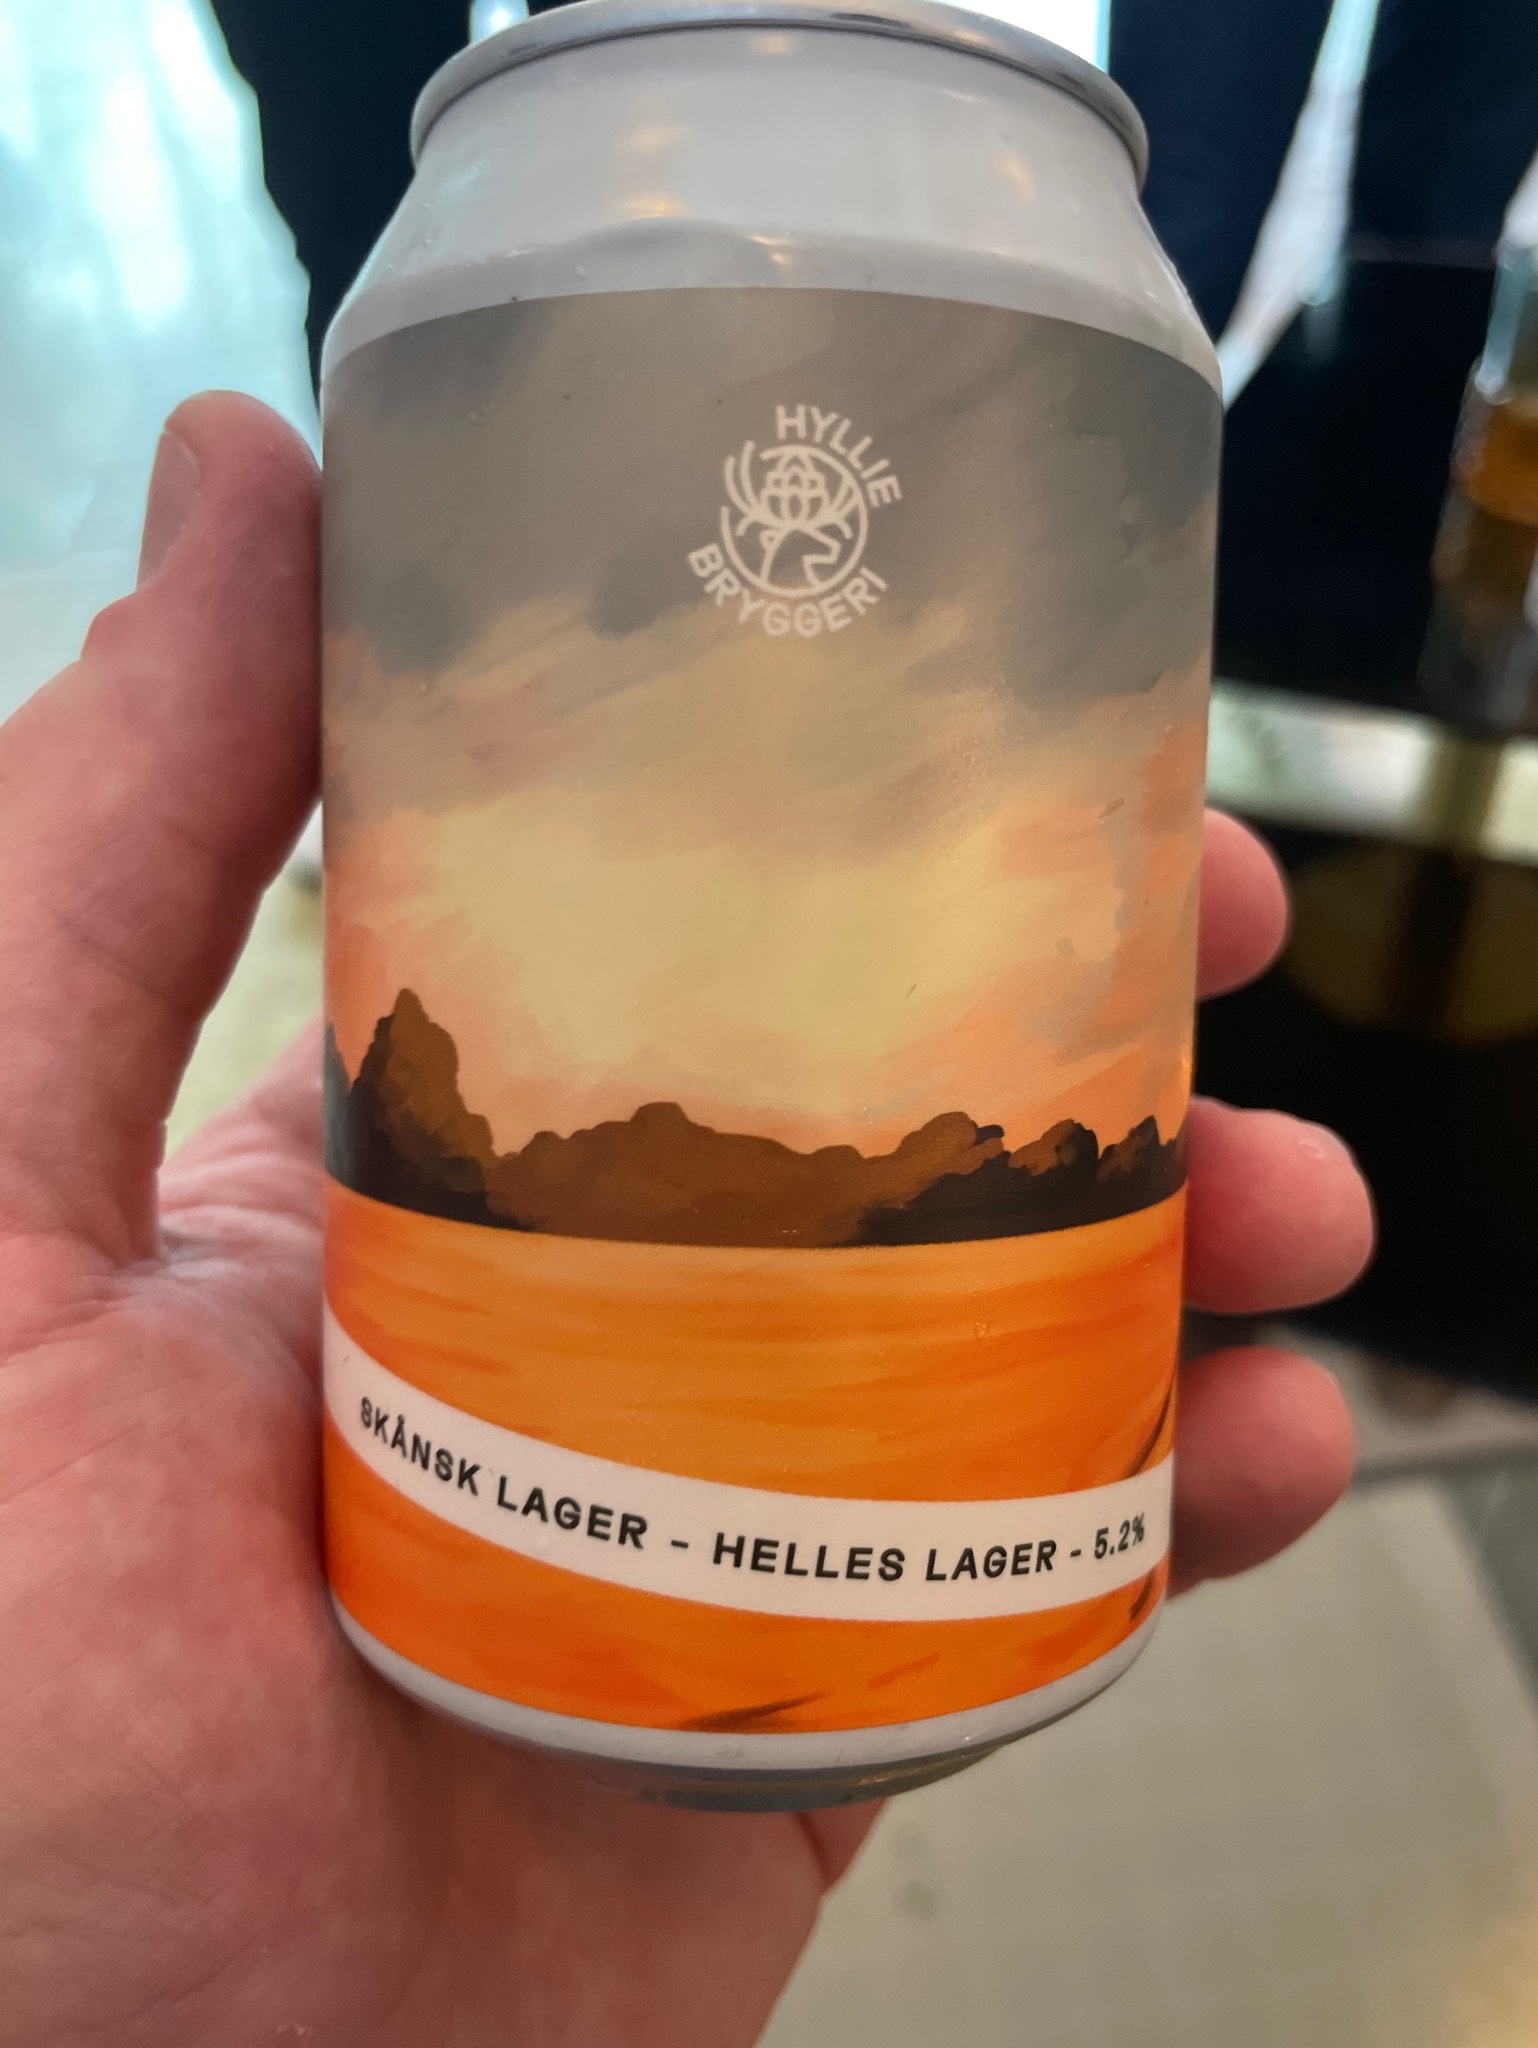 HYLLIE
BRYGGERI
SKÅNSK LAGER - HELLES LAGER - 5.2%